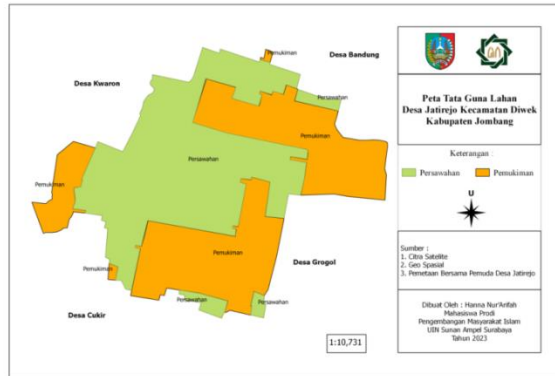 Desa Bandung
Desa Kwaron
Persawahan
Pemukiman
Persawahan
Pemukiman
Pemukiman
Desa Grogol
Pemukiman
Persawahan
Persawahan
Desa Cukir
1:10,731
Peta Tata Guna Lahan
Desa Jatirejo Kecamatan Diwek
Kabupaten Jombang
Keterangan :
Persawahan
Pemukiman
U
Sumber :
1. Citra Satelite
2. Geo Spasial
3. Pemetaan Bersama Pemuda Desa Jatirejo
Dibuat Oleh : Hanna Nur'Arifah
Mahasiswa Prodi
Pengembangan Masyarakat Islam
UIN Sunan Ampel Surabaya
Tahun 2023